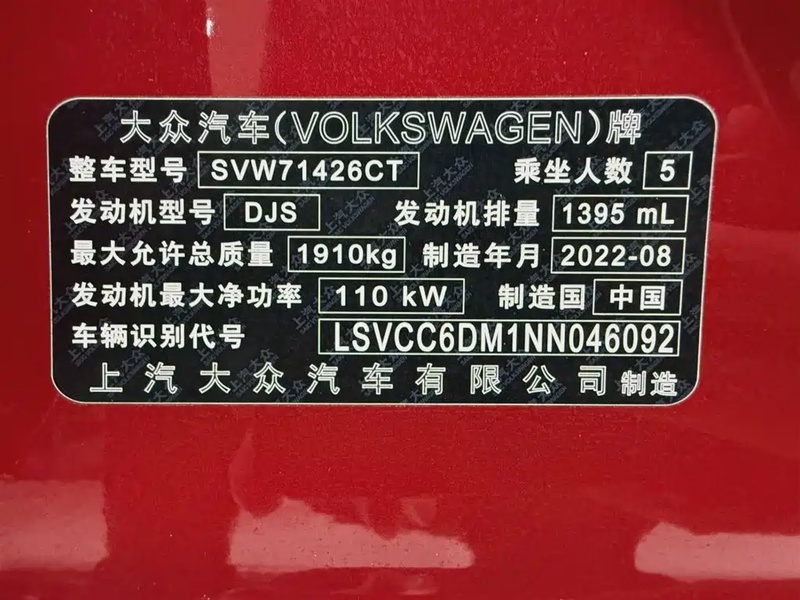 大众汽车(VOLKSWAGEN)牌
整车型号 SVW71426CT 乘坐人数 5
发动机型号 DJS 发动机排量 1395 mL
最大允许总质量 1910kg 制造年月 2022-08
发动机最大净功率 110 kW 制造国 中国
车辆识别代号 LSVCC6DM1NN046092
上汽大众汽车有限公司 制造